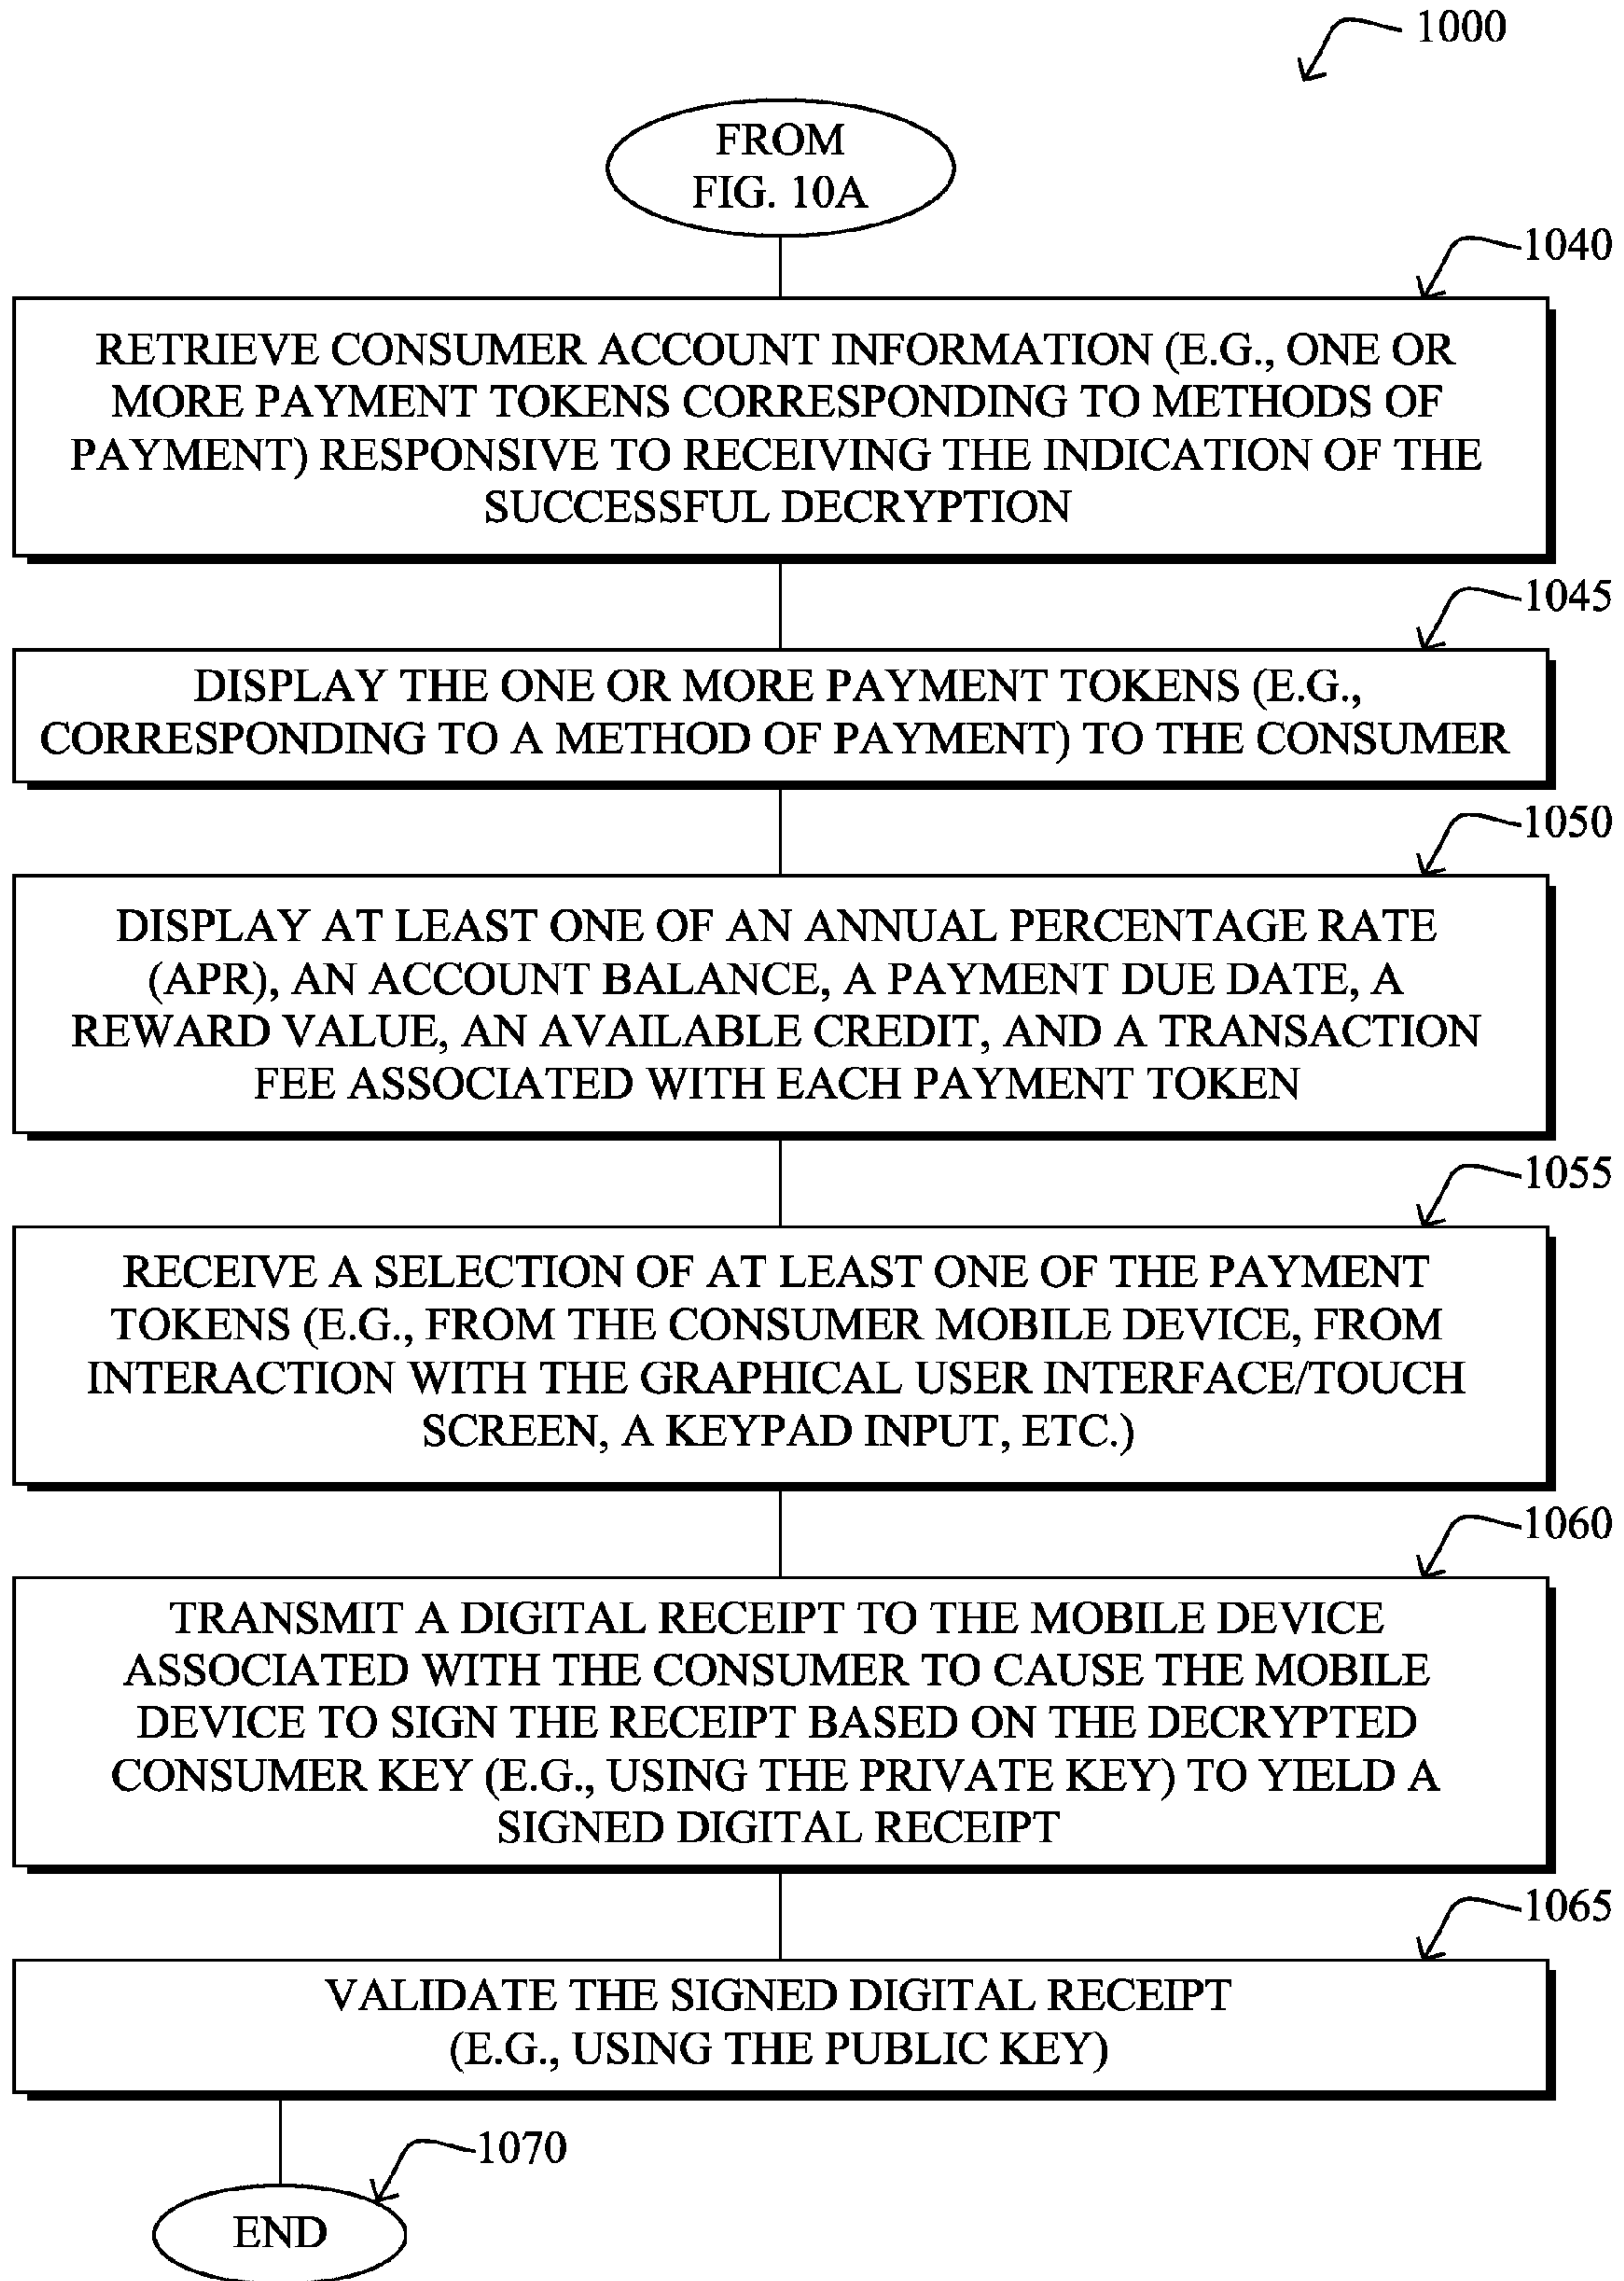 1000
FROM
FIG. 10A
1040
RETRIEVE CONSUMER ACCOUNT INFORMATION (E.G., ONE OR
MORE PAYMENT TOKENS CORRESPONDING TO METHODS OF
PAYMENT) RESPONSIVE TO RECEIVING THE INDICATION OF THE
SUCCESSFUL DECRYPTION
1045
DISPLAY THE ONE OR MORE PAYMENT TOKENS (E.G.,
CORRESPONDING TO A METHOD OF PAYMENT) TO THE CONSUMER
1050
DISPLAY AT LEAST ONE OF AN ANNUAL PERCENTAGE RATE
(APR), AN ACCOUNT BALANCE, A PAYMENT DUE DATE, A
REWARD VALUE, AN AVAILABLE CREDIT, AND A TRANSACTION
FEE ASSOCIATED WITH EACH PAYMENT TOKEN
1055
RECEIVE A SELECTION OF AT LEAST ONE OF THE PAYMENT
TOKENS (E.G., FROM THE CONSUMER MOBILE DEVICE, FROM
INTERACTION WITH THE GRAPHICAL USER INTERFACE/TOUCH
SCREEN, A KEYPAD INPUT, ETC.)
1060
TRANSMIT A DIGITAL RECEIPT TO THE MOBILE DEVICE
ASSOCIATED WITH THE CONSUMER TO CAUSE THE MOBILE
DEVICE TO SIGN THE RECEIPT BASED ON THE DECRYPTED
CONSUMER KEY (E.G., USING THE PRIVATE KEY) TO YIELD A
SIGNED DIGITAL RECEIPT
1065
VALIDATE THE SIGNED DIGITAL RECEIPT
(E.G., USING THE PUBLIC KEY)
1070
END